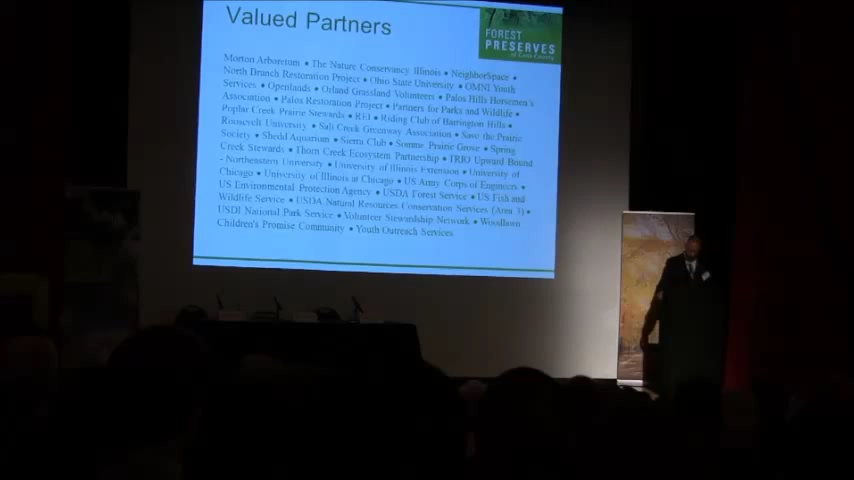 Valued Partners
FOREST
PRESERVES
of Cook County
Morton Arboretum • The Nature Conservancy Illinois • NeighborSpace •
North Branch Restoration Project • Ohio State University • OMNI Youth
Services • Openlands • Orland Grassland Volunteers • Palos Hills Horsemen's
Association • Palos Restoration Project • Partners for Parks and Wildlife •
Poplar Creek Prairie Stewards • REI • Riding Club of Barrington Hills •
Roosevelt University • Salt Creek Greenway Association • Save the Prairie
Society • Shedd Aquarium • Sierra Club • Somme Prairie Grove • Spring
Creek Stewards • Thorn Creek Ecosystem Partnership • TRIO Upward Bound
- Northeastern University • University of Illinois Extension • University of
Chicago • University of Illinois at Chicago • US Army Corps of Engineers •
US Environmental Protection Agency • USDA Forest Service • US Fish and
Wildlife Service • USDA Natural Resources Conservation Services (Area 3) •
USDI National Park Service • Volunteer Stewardship Network • Woodlawn
Children's Promise Community • Youth Outreach Services